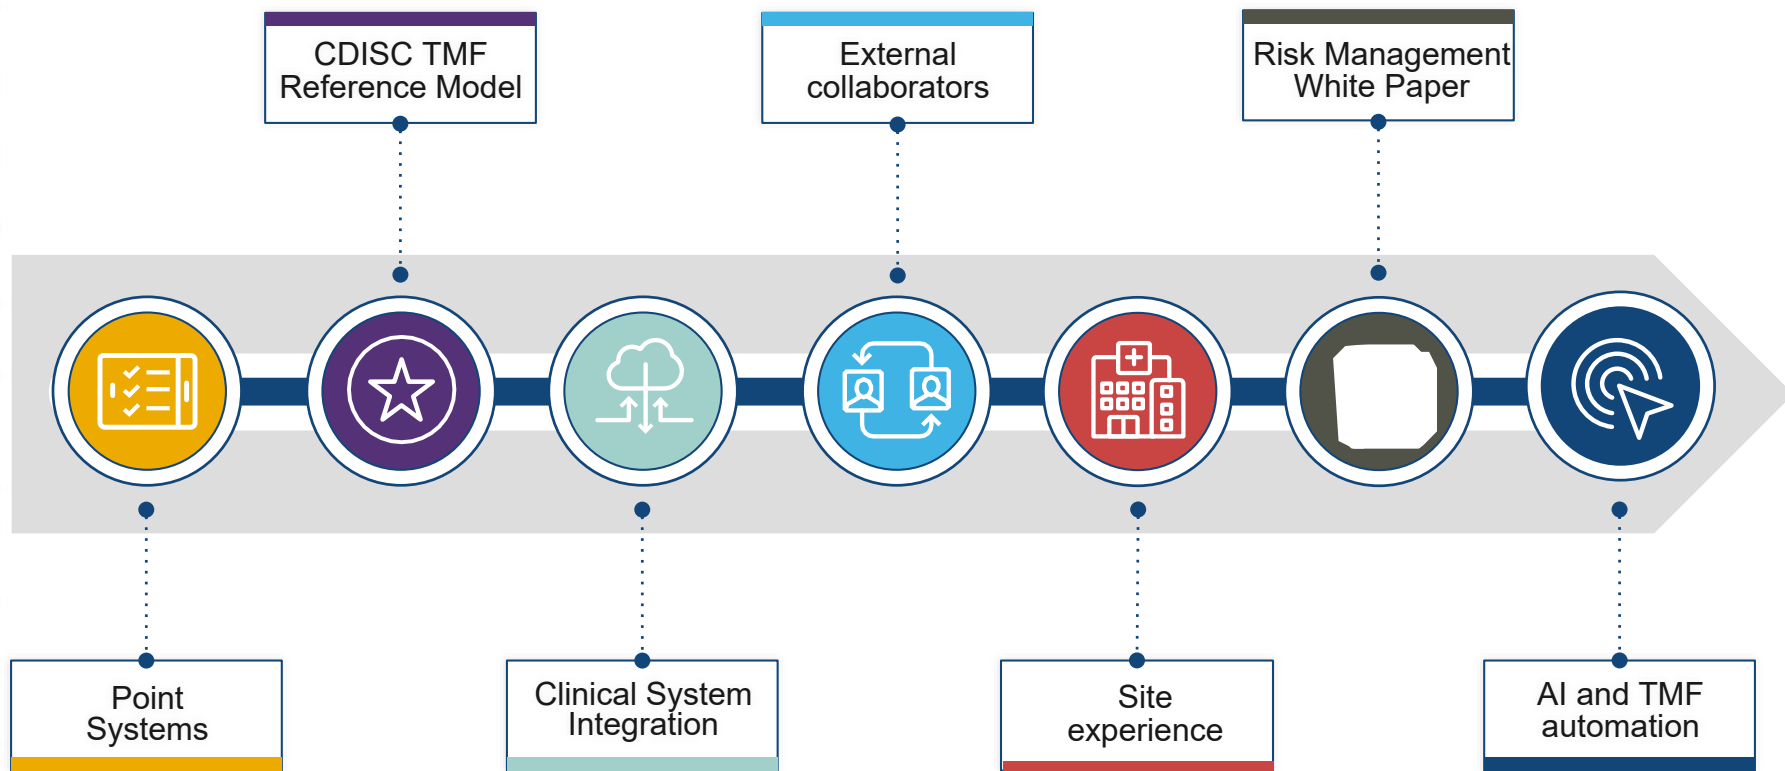 CDISC TMF
Reference Model
External
collaborators
Risk Management
White Paper
Point
Systems
Clinical System
Integration
Site
experience
AI and TMF
automation